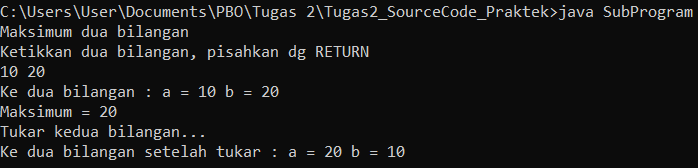 C:\Users\User\Documents\PBO\Tugas 2\Tugas2_SourceCode_Praktek>java SubProgram
Maksimum dua bilangan
Ketikkan dua bilangan, pisahkan dg RETURN
10 20
Ke dua bilangan : a = 10 b = 20
Maksimum = 20
Tukar kedua bilangan...
Ke dua bilangan setelah tukar : a = 20 b = 10